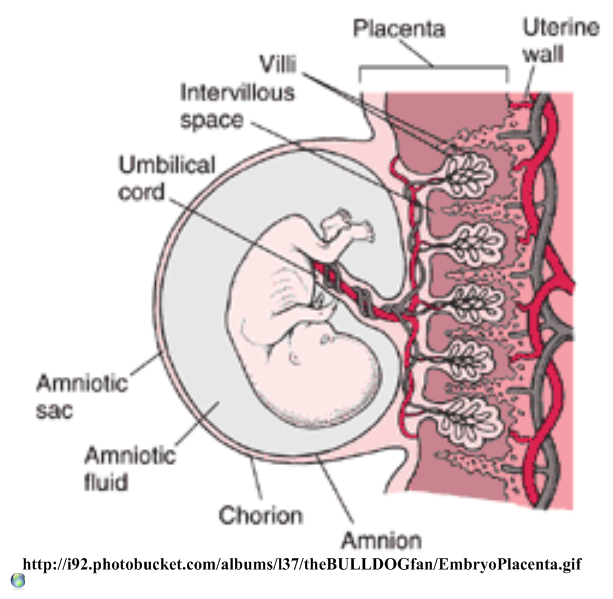 Placenta
Uterine
wall
Villi
Intervillous
space
Umbilical
cord
Amniotic
sac
Amniotic
fluid
Chorion
Amnion
http://i92.photobucket.com/albums/l37/theBULLDOGfan/EmbryoPlacenta.gif